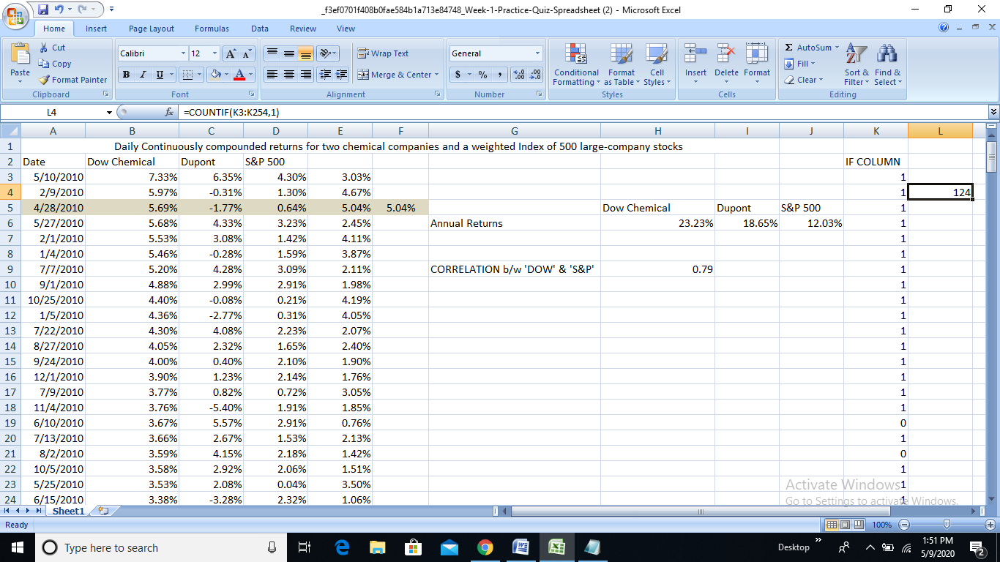 _f3ef0701f408b0fae584b1a713e84748_Week-1-Practice-Quiz-Spreadsheet (2) - Microsoft Excel
Home Insert Page Layout Formulas Data Review View
Paste Cut Copy Format Painter
Calibri 12
B I U
Wrap Text
Merge & Center
General
$ % ,
Conditional Formatting Format as Table Cell Styles
Insert Delete Format
Σ AutoSum Fill Clear
Sort & Filter Find & Select
Clipboard Font Alignment Number Styles Cells Editing
L4 fx =COUNTIF(K3:K254,1)
A B C D E F G H I J K L
1 Daily Continuously compounded returns for two chemical companies and a weighted Index of 500 large-company stocks
2 Date Dow Chemical Dupont S&P 500 IF COLUMN
3 5/10/2010 7.33% 6.35% 4.30% 3.03% 1
4 2/9/2010 5.97% -0.31% 1.30% 4.67% 1 124
5 4/28/2010 5.69% -1.77% 0.64% 5.04% 5.04% Dow Chemical Dupont S&P 500 1
6 5/27/2010 5.68% 4.33% 3.23% 2.45% Annual Returns 23.23% 18.65% 12.03% 1
7 2/1/2010 5.53% 3.08% 1.42% 4.11% 1
8 1/4/2010 5.46% -0.28% 1.59% 3.87% 1
9 7/7/2010 5.20% 4.28% 3.09% 2.11% CORRELATION b/w 'DOW' & 'S&P' 0.79 1
10 9/1/2010 4.88% 2.99% 2.91% 1.98% 1
11 10/25/2010 4.40% -0.08% 0.21% 4.19% 1
12 1/5/2010 4.36% -2.77% 0.31% 4.05% 1
13 7/22/2010 4.30% 4.08% 2.23% 2.07% 1
14 8/27/2010 4.05% 2.32% 1.65% 2.40% 1
15 9/24/2010 4.00% 0.40% 2.10% 1.90% 1
16 12/1/2010 3.90% 1.23% 2.14% 1.76% 1
17 7/9/2010 3.77% 0.82% 0.72% 3.05% 1
18 11/4/2010 3.76% -5.40% 1.91% 1.85% 1
19 6/10/2010 3.67% 5.57% 2.91% 0.76% 0
20 7/13/2010 3.66% 2.67% 1.53% 2.13% 1
21 8/2/2010 3.59% 4.15% 2.18% 1.42% 0
22 10/5/2010 3.58% 2.92% 2.06% 1.51% 1
23 5/25/2010 3.53% 2.08% 0.04% 3.50% 1
24 6/15/2010 3.38% -3.28% 2.32% 1.06% 1
Activate Windows
Go to Settings to activate Windows.
Sheet1
Ready 100%
Type here to search Desktop 1:51 PM
5/9/2020 2